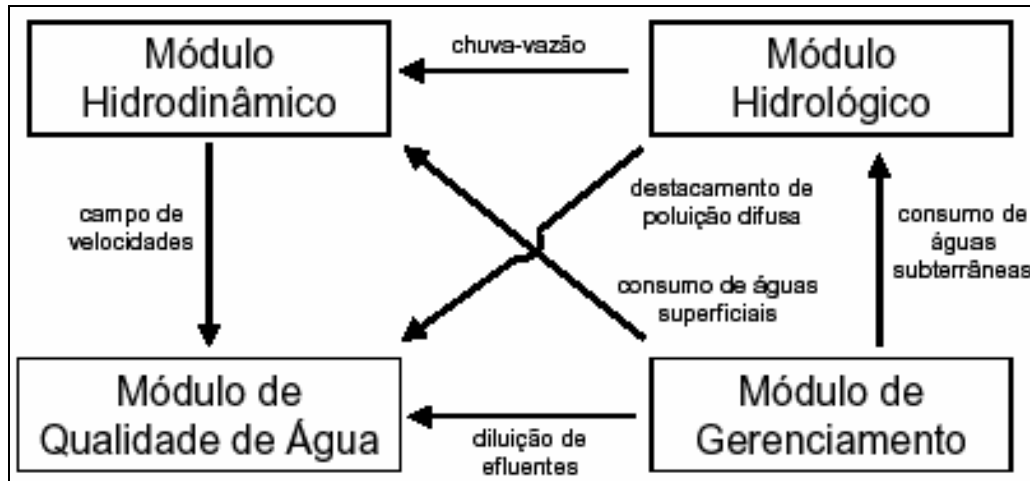 Módulo
Hidrodinâmico
chuva-vazão
Módulo
Hidrológico
campo de
velocidades
destacamento de
poluição difusa
consumo de
águas
subterrâneas
consumo de águas
superficiais
Módulo de
Qualidade de Água
diluição de
efluentes
Módulo de
Gerenciamento